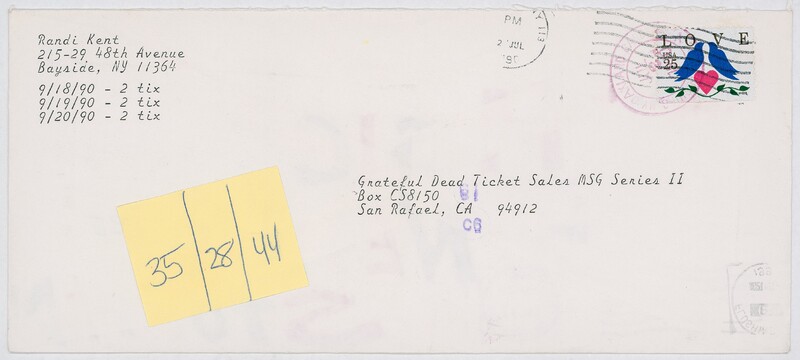 Randi Kent
215-29 48th Avenue
Bayside, NY 11364
9/18/90 - 2 tix
9/19/90 - 2 tix
9/20/90 - 2 tix
PM
JUL
LOVE
USA
25
Grateful Dead Ticket Sales MSG Series II
Box CS8150
San Rafael, CA 94912
35 28 44